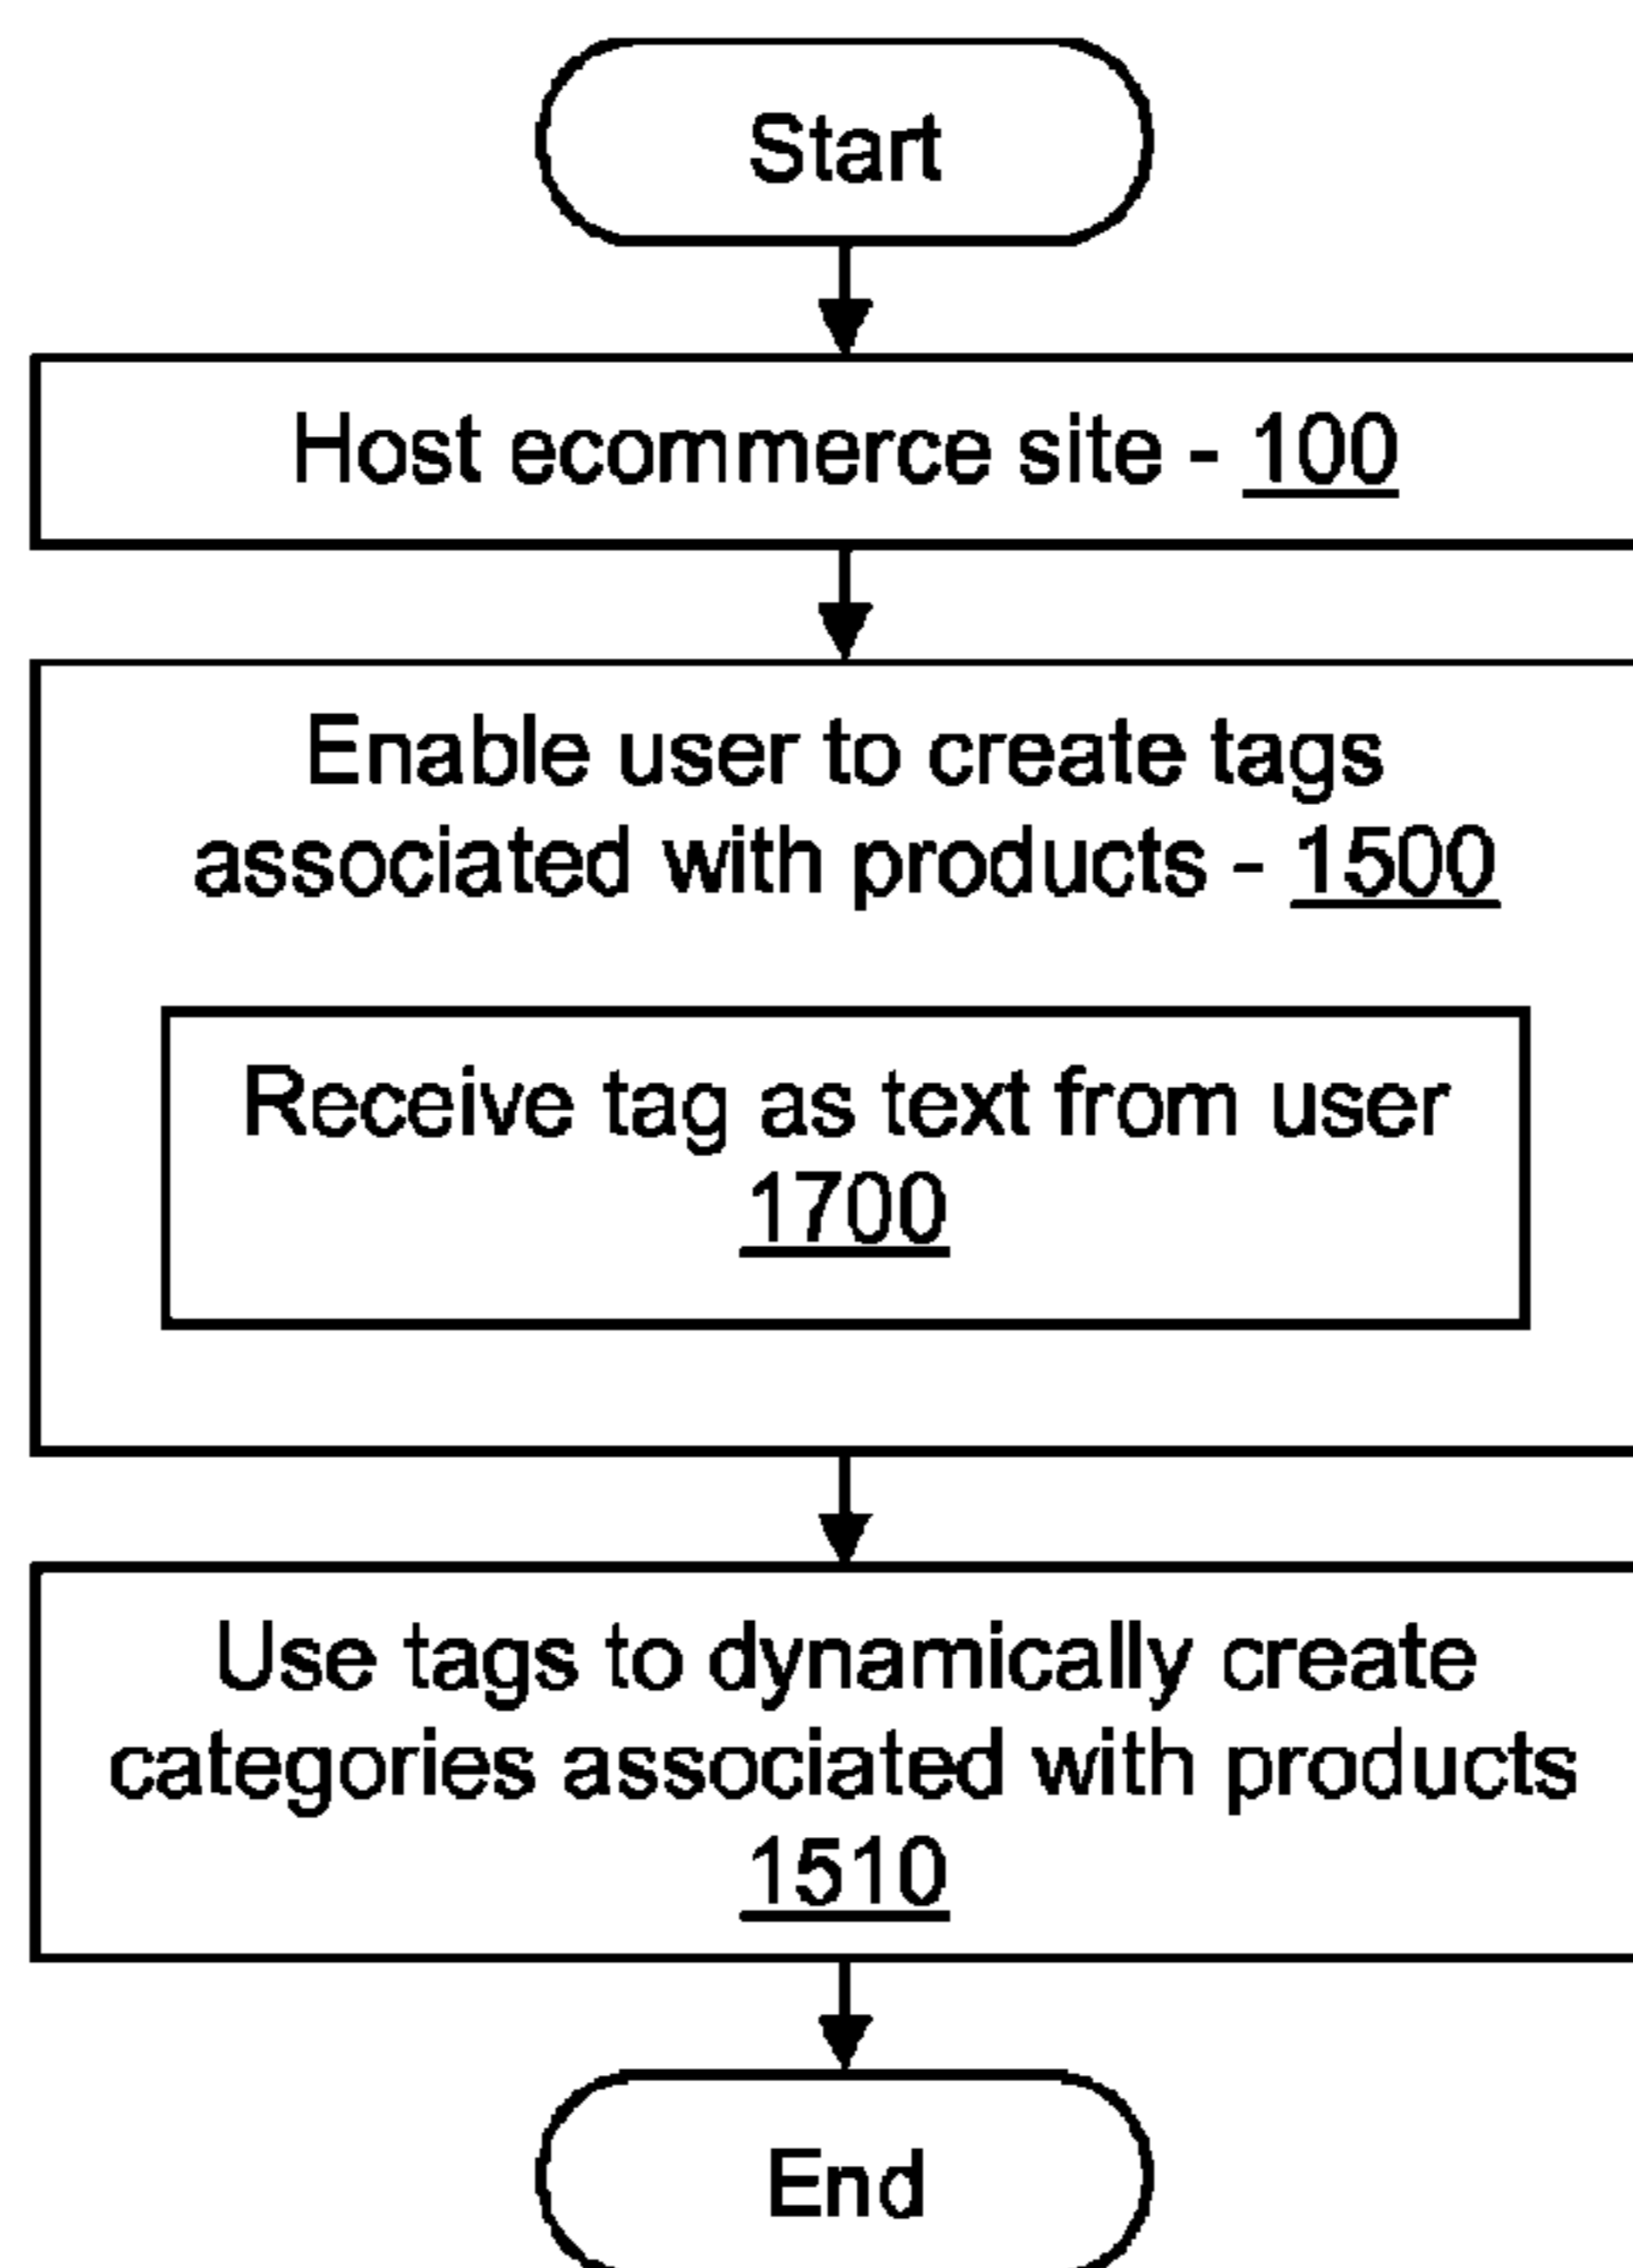 Start
Host ecommerce site - 100
Enable user to create tags
associated with products - 1500
Receive tag as text from user
1700
Use tags to dynamically create
categories associated with products
1510
End